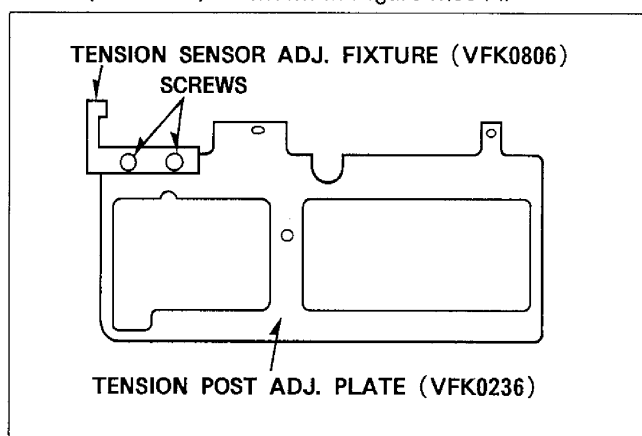 TENSION SENSOR ADJ. FIXTURE (VFK0806)
SCREWS
TENSION POST ADJ. PLATE (VFK0236)